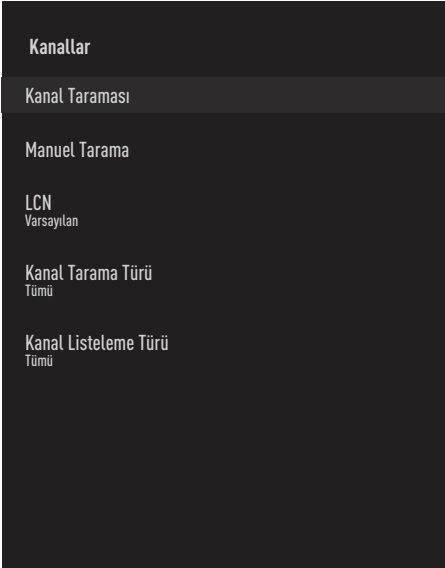 Kanallar
Kanal Taraması
Manuel Tarama
LCN
Varsayılan
Kanal Tarama Türü
Tümü
Kanal Listeleme Türü
Tümü